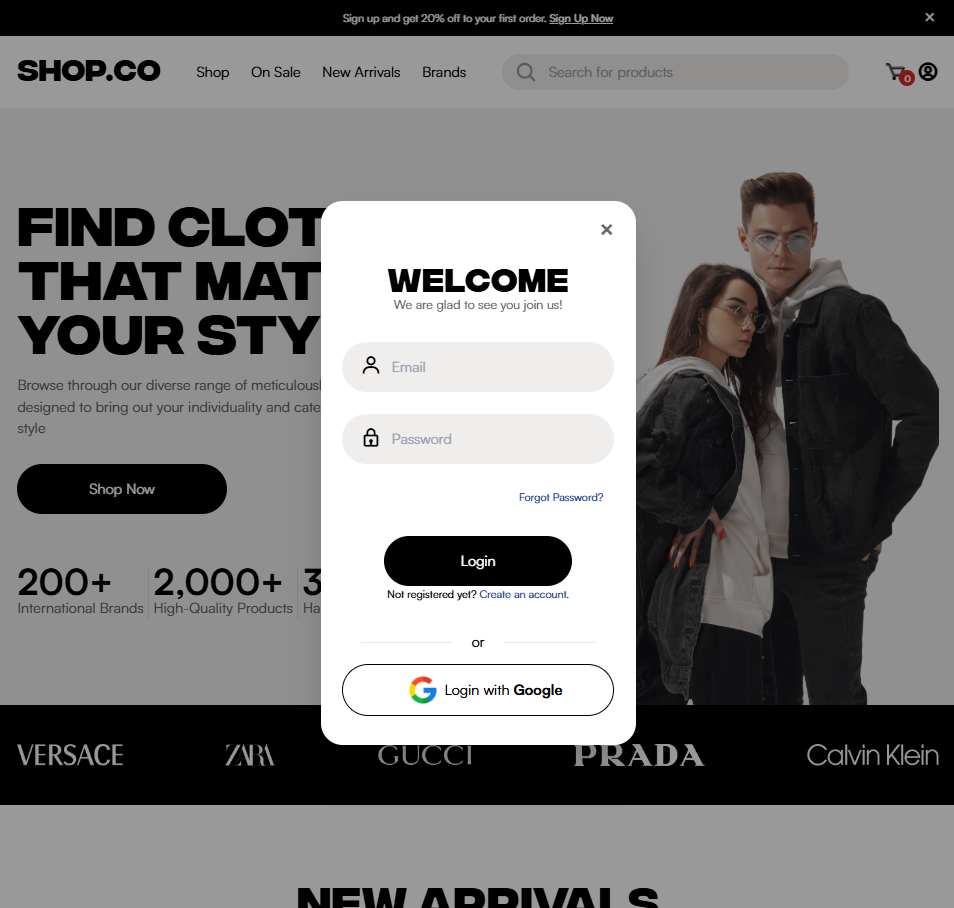 Sign up and get 20% off to your first order. Sign Up Now
SHOP.CO
Shop
On Sale
New Arrivals
Brands
Search for products
0
FIND CLOT
THAT MAT
YOUR STY
Browse through our diverse range of meticulousl
designed to bring out your individuality and cate
style
Shop Now
200+
International Brands
2,000+
High-Quality Products
3
Ha
WELCOME
We are glad to see you join us!
Email
Password
Forgot Password?
Login
Not registered yet? Create an account.
or
Login with Google
VERSACE
ZARA
GUCCI
PRADA
Calvin Klein
NEW ARRIVALS